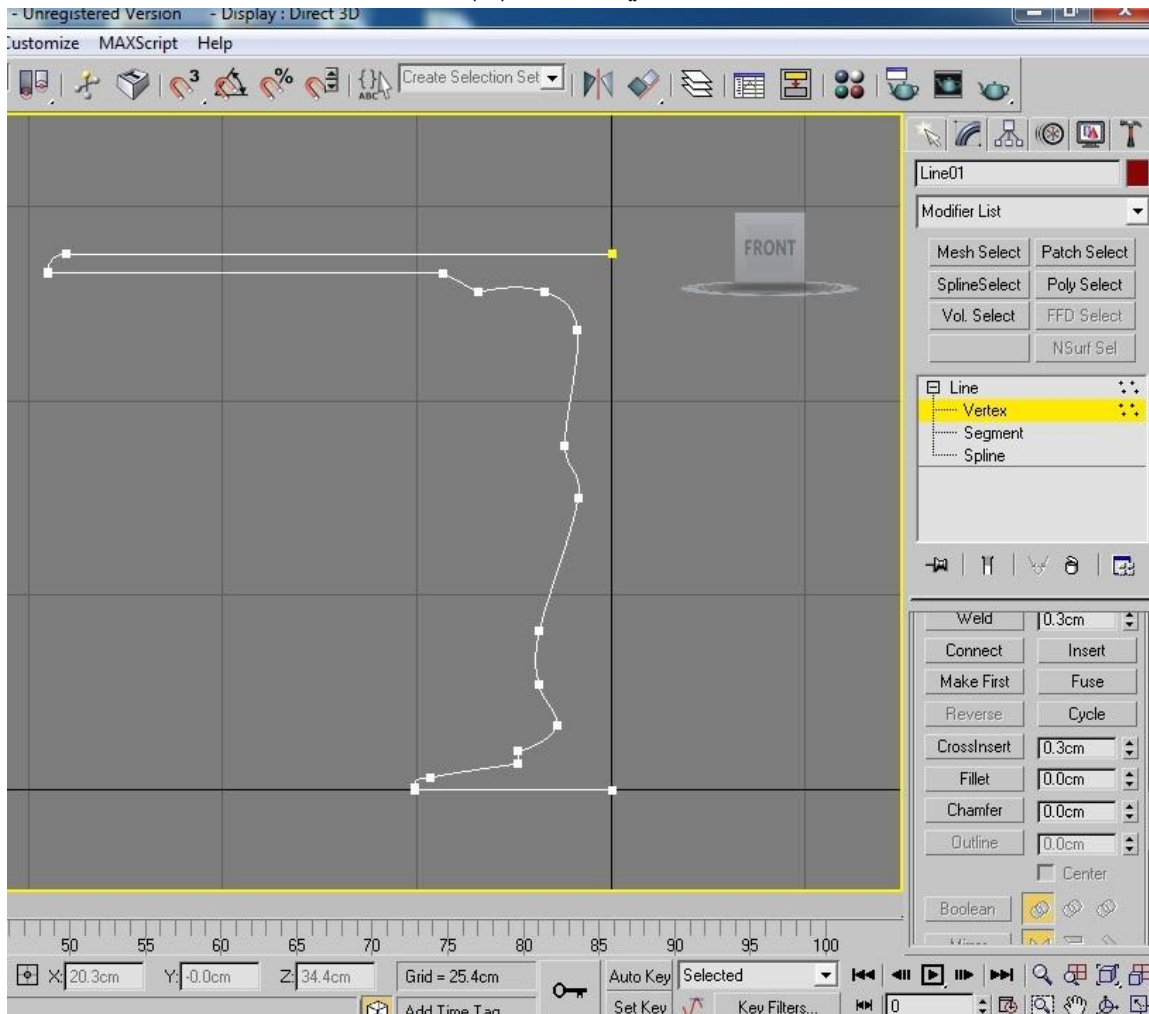 - Unregistered Version - Display : Direct 3D
Customize MAXScript Help
3 % {} ABC Create Selection Set
Line01
Modifier List
FRONT
Mesh Select Patch Select
SplineSelect Poly Select
Vol. Select FFD Select
NSurf Sel
Line
Vertex
Segment
Spline
Weld 0.3cm
Connect Insert
Make First Fuse
Reverse Cycle
CrossInsert 0.3cm
Fillet 0.0cm
Chamfer 0.0cm
Outline 0.0cm
Center
Boolean
Mirror
50 55 60 65 70 75 80 85 90 95 100
X: 20.3cm Y: -0.0cm Z: 34.4cm Grid = 25.4cm Auto Key Selected
Add Time Tag Set Key Key Filters... 0